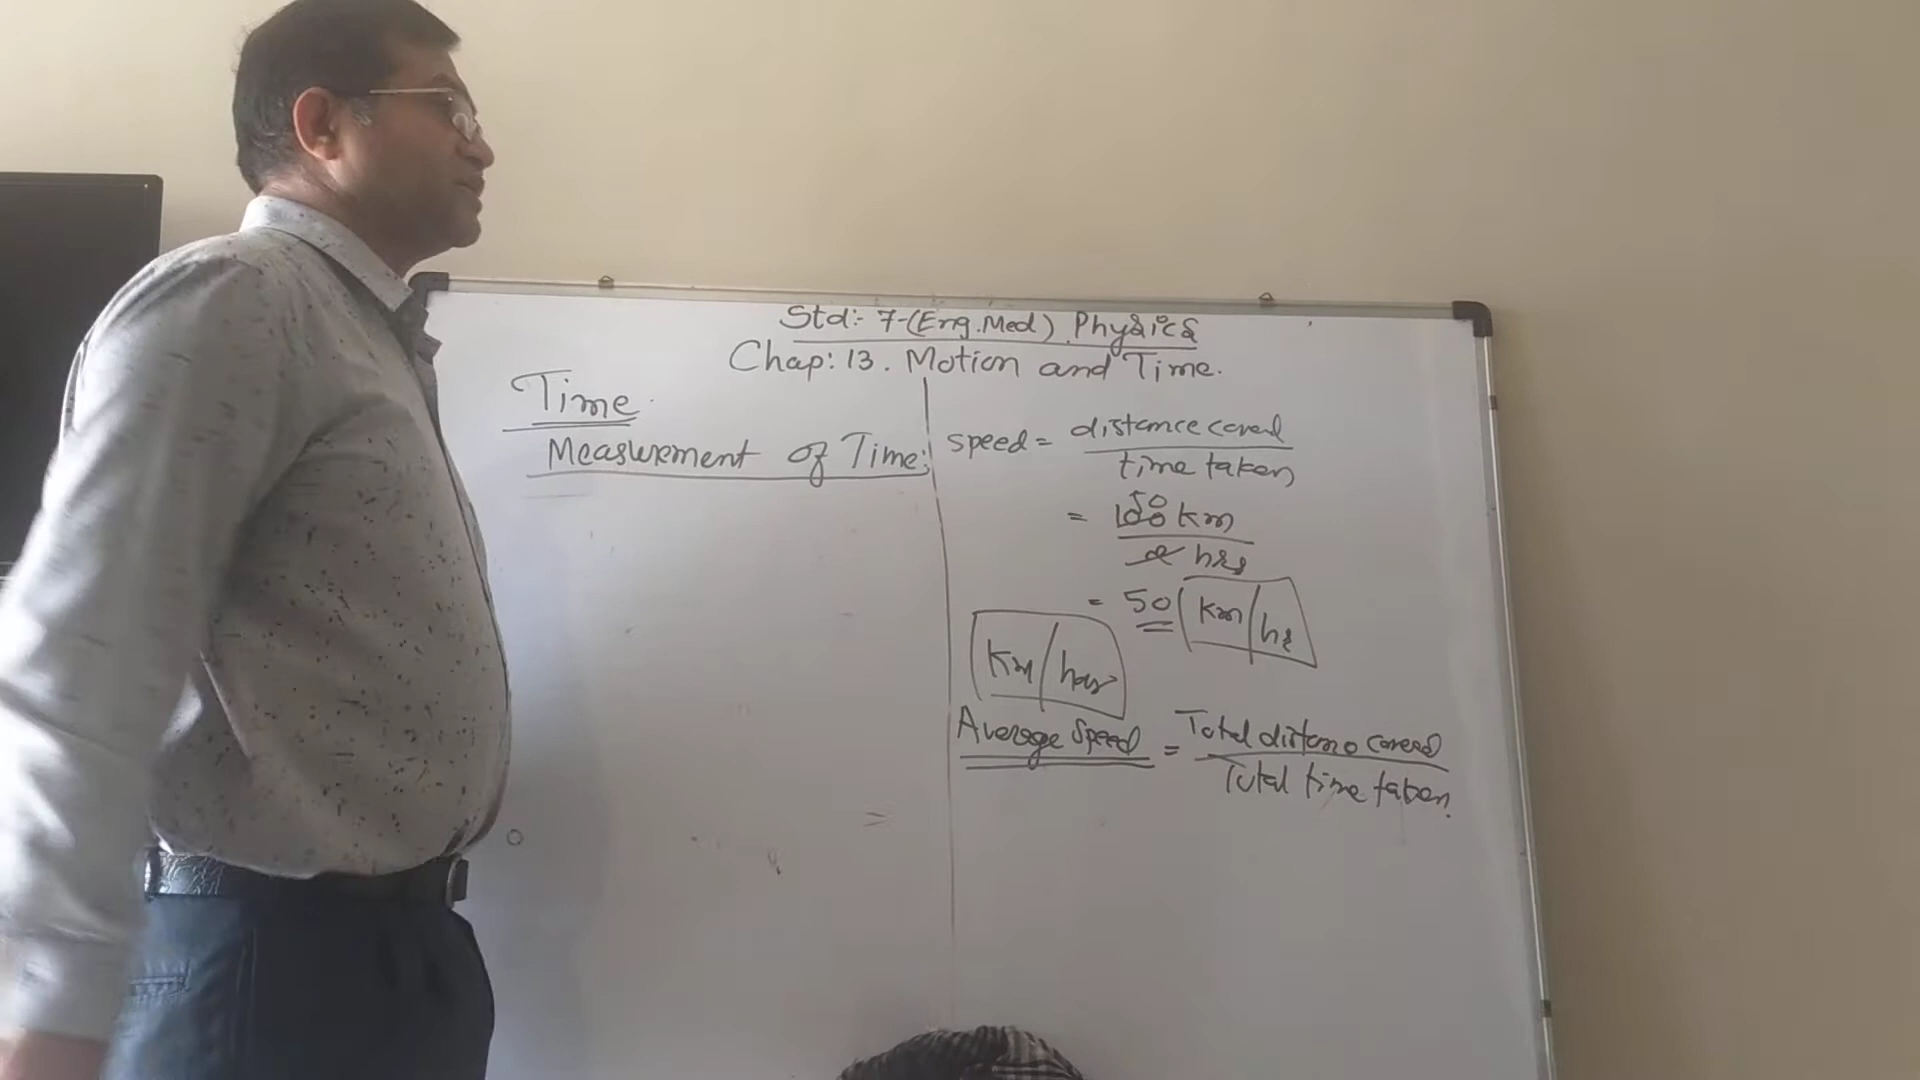 Std:- 7-(Eng.Med) Physics
Chap: 13. Motion and Time.
Time
Measurement of Time:
speed = distance covered
time taken
50
= 100 km
2 hrs
= 50 km/hr
km/hour
Average Speed = Total distance covered
Total time taken.